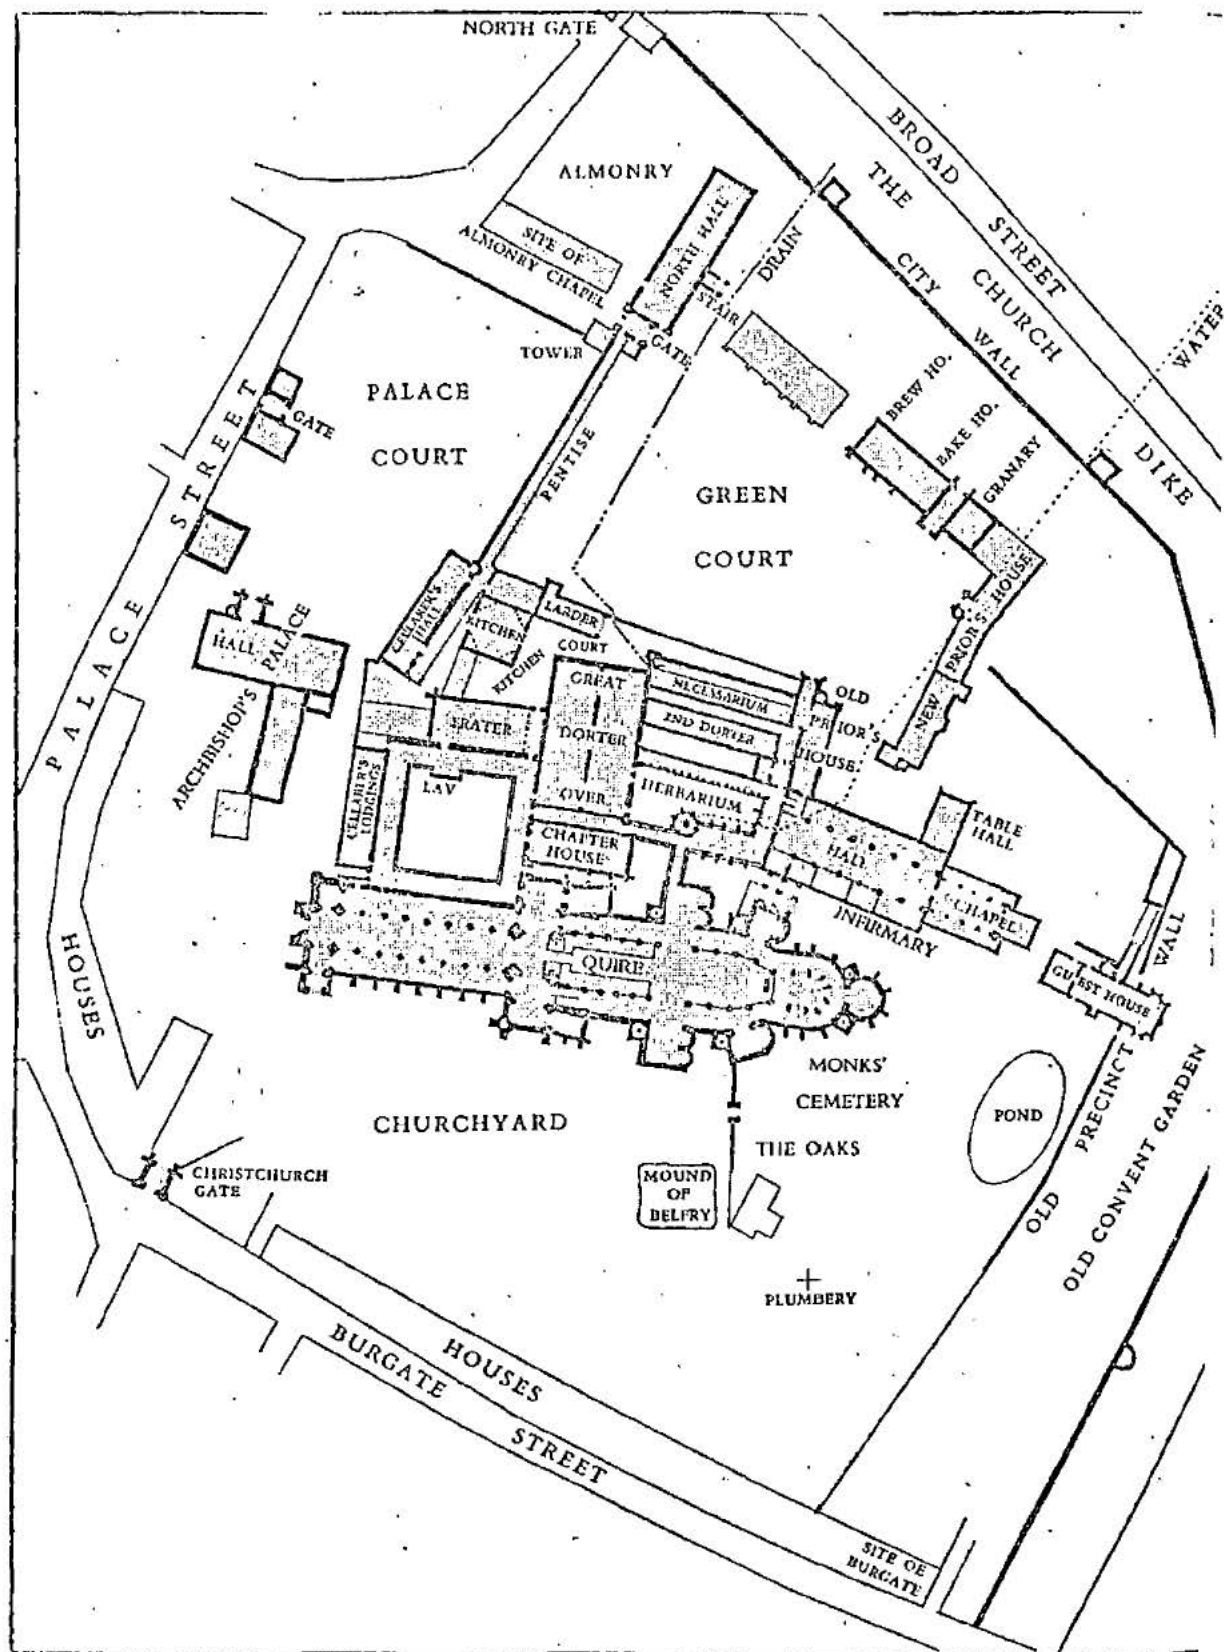 NORTH GATE
BROAD STREET
THE CHURCH DIKE
CITY WALL
WATER
ALMONRY
SITE OF
ALMONRY CHAPEL
NORTH HALL
DRAIN
STAIR
GATE
TOWER
PALACE
COURT
GATE
PALACE STREET
PENTISE
GREEN
COURT
BREW HO.
BAKE HO.
GRANARY
NEW PRIOR'S HOUSE
CELLARER'S
HALL
KITCHEN
LARDER
KITCHEN COURT
HALL
ARCHBISHOP'S PALACE
GREAT
DORTER
OVER
NECESSARIUM
2ND DORTER
OLD
PRIOR'S
HOUSE
FRATER
LAV
CELLARER'S
LODGINGS
HERBARIUM
CHAPTER
HOUSE
HALL
TABLE
HALL
CHAPEL
INFIRMARY
QUIRE
WALL
GUEST HOUSE
HOUSES
MONKS'
CEMETERY
POND
OLD PRECINCT
OLD CONVENT GARDEN
CHURCHYARD
THE OAKS
CHRISTCHURCH
GATE
MOUND
OF
BELFRY
PLUMBERY
HOUSES
BURGATE STREET
SITE OF
BURGATE